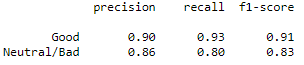 precision recall f1-score
Good 0.90 0.93 0.91
Neutral/Bad 0.86 0.80 0.83